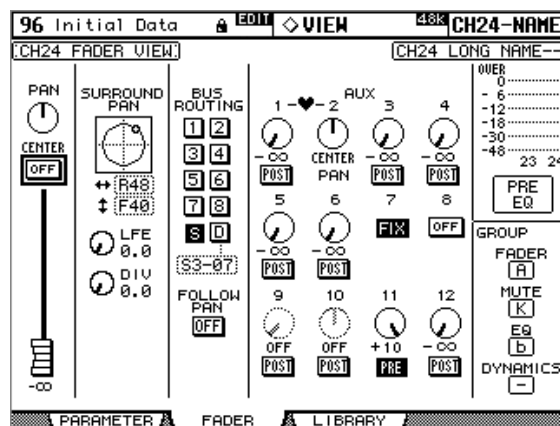 96 Initial Data EDIT VIEW 48K CH24-NAME
CH24 FADER VIEW CH24 LONG NAME--
PAN
CENTER
OFF
-∞
SURROUND
PAN
R48
F40
LFE
0.0
DIV
0.0
BUS
ROUTING
1 2
3 4
5 6
7 8
S D
S3-07
FOLLOW
PAN
OFF
AUX
1 - ♥ - 2 3 4
-∞ CENTER -∞ -∞
POST PAN POST POST
5 6 7 8
FIX OFF
-∞ -∞
POST POST
9 10 11 12
OFF OFF +10 -∞
POST POST PRE POST
OVER
0
- 6
-12
-18
-30
-48
23 24
PRE
EQ
GROUP
FADER
A
MUTE
K
EQ
b
DYNAMICS
-
PARAMETER FADER LIBRARY